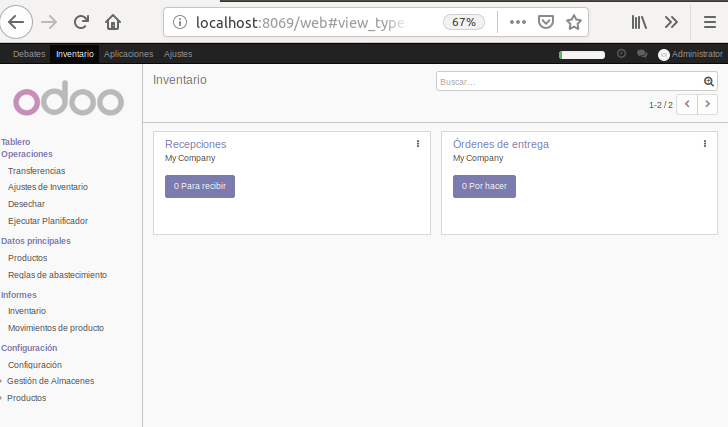 localhost:8069/web#view_type
67%
Debates Inventario Aplicaciones Ajustes Administrator
odoo
Inventario
Buscar...
1-2 / 2
Tablero
Operaciones
Transferencias
Ajustes de Inventario
Desechar
Ejecutar Planificador
Datos principales
Productos
Reglas de abastecimiento
Informes
Inventario
Movimientos de producto
Configuración
Configuración
Gestión de Almacenes
Productos
Recepciones
My Company
0 Para recibir
Órdenes de entrega
My Company
0 Por hacer